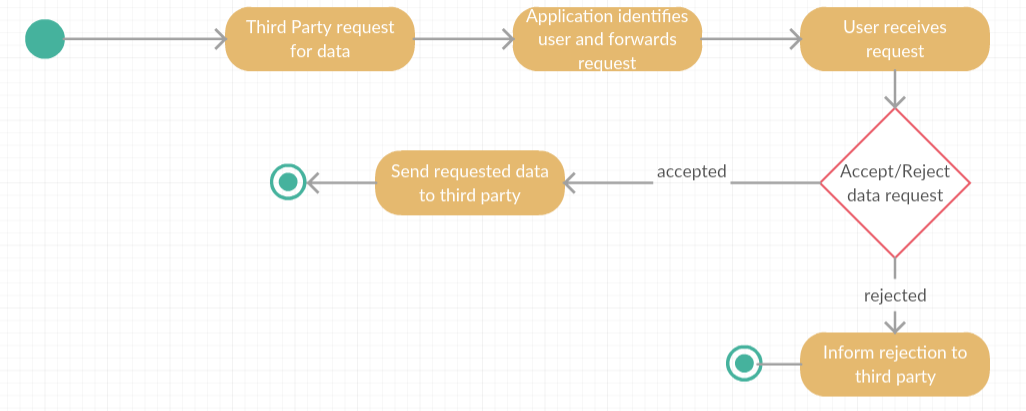 Third Party request
for data
Application identifies
user and forwards
request
User receives
request
Accept/Reject
data request
accepted
Send requested data
to third party
rejected
Inform rejection to
third party